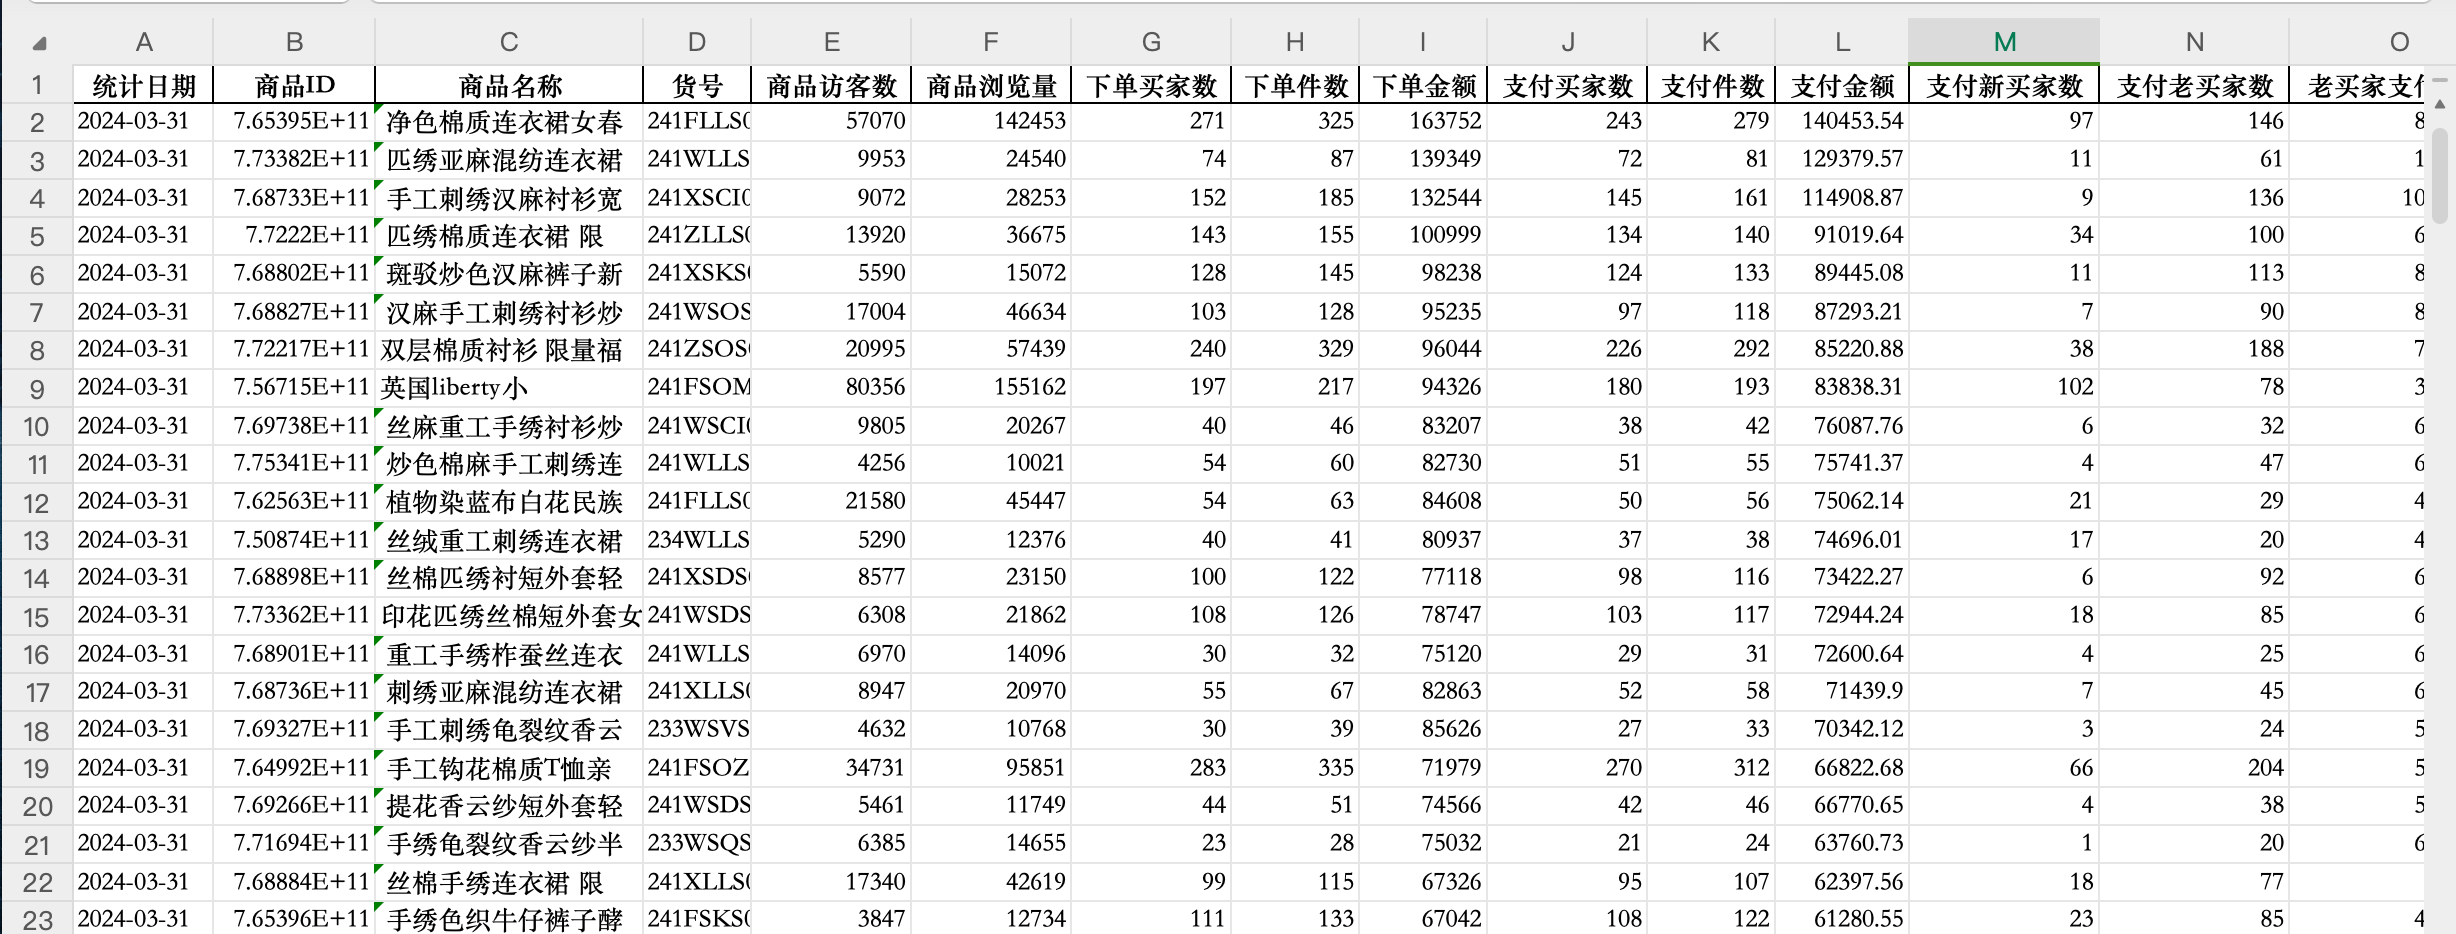 A B C D E F G H I J K L M N O
1 统计日期 商品ID 商品名称 货号 商品访客数 商品浏览量 下单买家数 下单件数 下单金额 支付买家数 支付件数 支付金额 支付新买家数 支付老买家数 老买家支
2 2024-03-31 7.65395E+11 净色棉质连衣裙女春 241FLLS 57070 142453 271 325 163752 243 279 140453.54 97 146 8
3 2024-03-31 7.73382E+11 匹绣亚麻混纺连衣裙 241WLLS 9953 24540 74 87 139349 72 81 129379.57 11 61 1
4 2024-03-31 7.68733E+11 手工刺绣汉麻衬衫宽 241XSCI 9072 28253 152 185 132544 145 161 114908.87 9 136 10
5 2024-03-31 7.7222E+11 匹绣棉质连衣裙 限 241ZLLS 13920 36675 143 155 100999 134 140 91019.64 34 100 6
6 2024-03-31 7.68802E+11 斑驳炒色汉麻裤子新 241XSKS 5590 15072 128 145 98238 124 133 89445.08 11 113 8
7 2024-03-31 7.68827E+11 汉麻手工刺绣衬衫炒 241WSOS 17004 46634 103 128 95235 97 118 87293.21 7 90 8
8 2024-03-31 7.72217E+11 双层棉质衬衫 限量福 241ZSOS 20995 57439 240 329 96044 226 292 85220.88 38 188 7
9 2024-03-31 7.56715E+11 英国liberty小 241FSOM 80356 155162 197 217 94326 180 193 83838.31 102 78 3
10 2024-03-31 7.69738E+11 丝麻重工手绣衬衫炒 241WSCI 9805 20267 40 46 83207 38 42 76087.76 6 32 6
11 2024-03-31 7.75341E+11 炒色棉麻手工刺绣连 241WLLS 4256 10021 54 60 82730 51 55 75741.37 4 47 6
12 2024-03-31 7.62563E+11 植物染蓝布白花民族 241FLLS 21580 45447 54 63 84608 50 56 75062.14 21 29 4
13 2024-03-31 7.50874E+11 丝绒重工刺绣连衣裙 234WLLS 5290 12376 40 41 80937 37 38 74696.01 17 20 4
14 2024-03-31 7.68898E+11 丝棉匹绣衬短外套轻 241XSDS 8577 23150 100 122 77118 98 116 73422.27 6 92 6
15 2024-03-31 7.73362E+11 印花匹绣丝棉短外套女 241WSDS 6308 21862 108 126 78747 103 117 72944.24 18 85 6
16 2024-03-31 7.68901E+11 重工手绣柞蚕丝连衣 241WLLS 6970 14096 30 32 75120 29 31 72600.64 4 25 6
17 2024-03-31 7.68736E+11 刺绣亚麻混纺连衣裙 241XLLS 8947 20970 55 67 82863 52 58 71439.9 7 45 6
18 2024-03-31 7.69327E+11 手工刺绣龟裂纹香云 233WSVS 4632 10768 30 39 85626 27 33 70342.12 3 24 5
19 2024-03-31 7.64992E+11 手工钩花棉质T恤亲 241FSOZ 34731 95851 283 335 71979 270 312 66822.68 66 204 5
20 2024-03-31 7.69266E+11 提花香云纱短外套轻 241WSDS 5461 11749 44 51 74566 42 46 66770.65 4 38 5
21 2024-03-31 7.71694E+11 手绣龟裂纹香云纱半 233WSQS 6385 14655 23 28 75032 21 24 63760.73 1 20 6
22 2024-03-31 7.68884E+11 丝棉手绣连衣裙 限 241XLLS 17340 42619 99 115 67326 95 107 62397.56 18 77
23 2024-03-31 7.65396E+11 手绣色织牛仔裤子酵 241FSKS 3847 12734 111 133 67042 108 122 61280.55 23 85 4